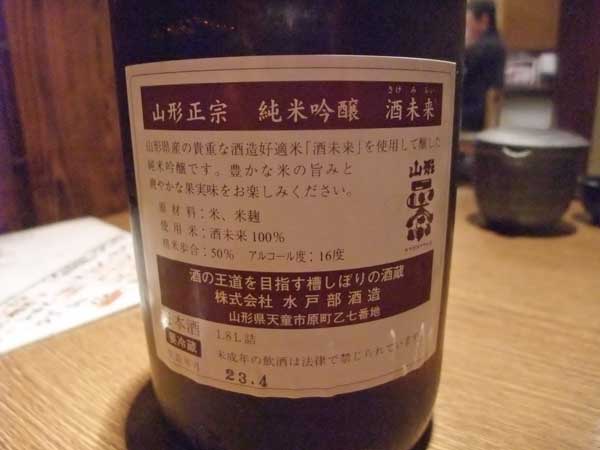 山形正宗 純米吟醸 酒未来
さけみらい
山形県産の貴重な酒造好適米「酒未来」を使用して醸した
純米吟醸です。豊かな米の旨みと
爽やかな果実味をお楽しみください。
山形
正宗
原材料:米、米麹
使用米:酒未来100%
精米歩合:50% アルコール度:16度
酒の王道を目指す槽しぼりの酒蔵
株式会社 水戸部酒造
山形県天童市原町乙七番地
日本酒 1.8L詰
要冷蔵 未成年の飲酒は法律で禁じられています
23.4